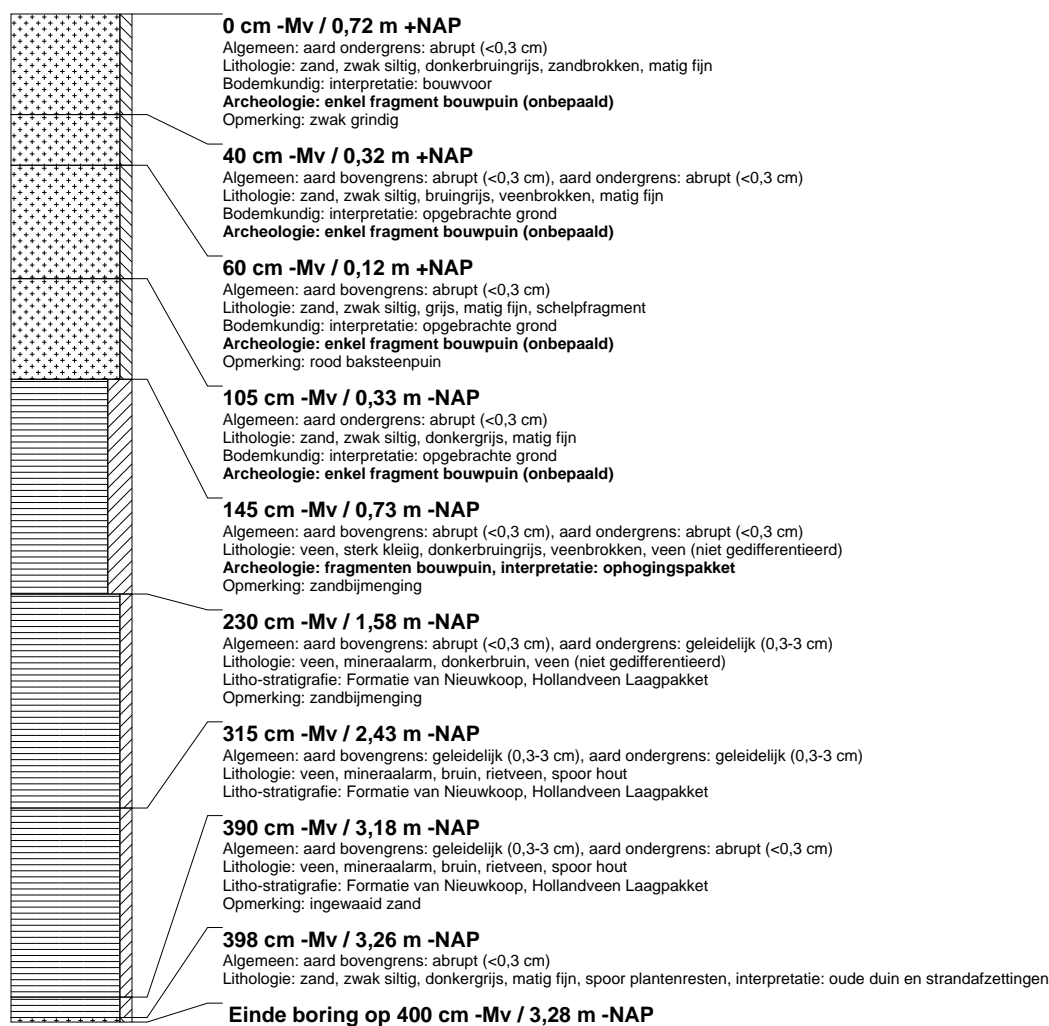 0 cm -Mv / 0,72 m +NAP
Algemeen: aard ondergrens: abrupt (<0,3 cm)
Lithologie: zand, zwak siltig, donkerbruingrijs, zandbrokken, matig fijn
Bodemkundig: interpretatie: bouwvoor
Archeologie: enkel fragment bouwpuin (onbepaald)
Opmerking: zwak grindig
40 cm -Mv / 0,32 m +NAP
Algemeen: aard bovengrens: abrupt (<0,3 cm), aard ondergrens: abrupt (<0,3 cm)
Lithologie: zand, zwak siltig, bruingrijs, veenbrokken, matig fijn
Bodemkundig: interpretatie: opgebrachte grond
Archeologie: enkel fragment bouwpuin (onbepaald)
60 cm -Mv / 0,12 m +NAP
Algemeen: aard bovengrens: abrupt (<0,3 cm)
Lithologie: zand, zwak siltig, grijs, matig fijn, schelpfragment
Bodemkundig: interpretatie: opgebrachte grond
Archeologie: enkel fragment bouwpuin (onbepaald)
Opmerking: rood baksteenpuin
105 cm -Mv / 0,33 m -NAP
Algemeen: aard ondergrens: abrupt (<0,3 cm)
Lithologie: zand, zwak siltig, donkergrijs, matig fijn
Bodemkundig: interpretatie: opgebrachte grond
Archeologie: enkel fragment bouwpuin (onbepaald)
145 cm -Mv / 0,73 m -NAP
Algemeen: aard bovengrens: abrupt (<0,3 cm), aard ondergrens: abrupt (<0,3 cm)
Lithologie: veen, sterk kleiig, donkerbruingrijs, veenbrokken, veen (niet gedifferentieerd)
Archeologie: fragmenten bouwpuin, interpretatie: ophogingspakket
Opmerking: zandbijmenging
230 cm -Mv / 1,58 m -NAP
Algemeen: aard bovengrens: abrupt (<0,3 cm), aard ondergrens: geleidelijk (0,3-3 cm)
Lithologie: veen, mineraalarm, donkerbruin, veen (niet gedifferentieerd)
Litho-stratigrafie: Formatie van Nieuwkoop, Hollandveen Laagpakket
Opmerking: zandbijmenging
315 cm -Mv / 2,43 m -NAP
Algemeen: aard bovengrens: geleidelijk (0,3-3 cm), aard ondergrens: geleidelijk (0,3-3 cm)
Lithologie: veen, mineraalarm, bruin, rietveen, spoor hout
Litho-stratigrafie: Formatie van Nieuwkoop, Hollandveen Laagpakket
390 cm -Mv / 3,18 m -NAP
Algemeen: aard bovengrens: geleidelijk (0,3-3 cm), aard ondergrens: abrupt (<0,3 cm)
Lithologie: veen, mineraalarm, bruin, rietveen, spoor hout
Litho-stratigrafie: Formatie van Nieuwkoop, Hollandveen Laagpakket
Opmerking: ingewaaid zand
398 cm -Mv / 3,26 m -NAP
Algemeen: aard bovengrens: abrupt (<0,3 cm)
Lithologie: zand, zwak siltig, donkergrijs, matig fijn, spoor plantenresten, interpretatie: oude duin en strandafzettingen
Einde boring op 400 cm -Mv / 3,28 m -NAP